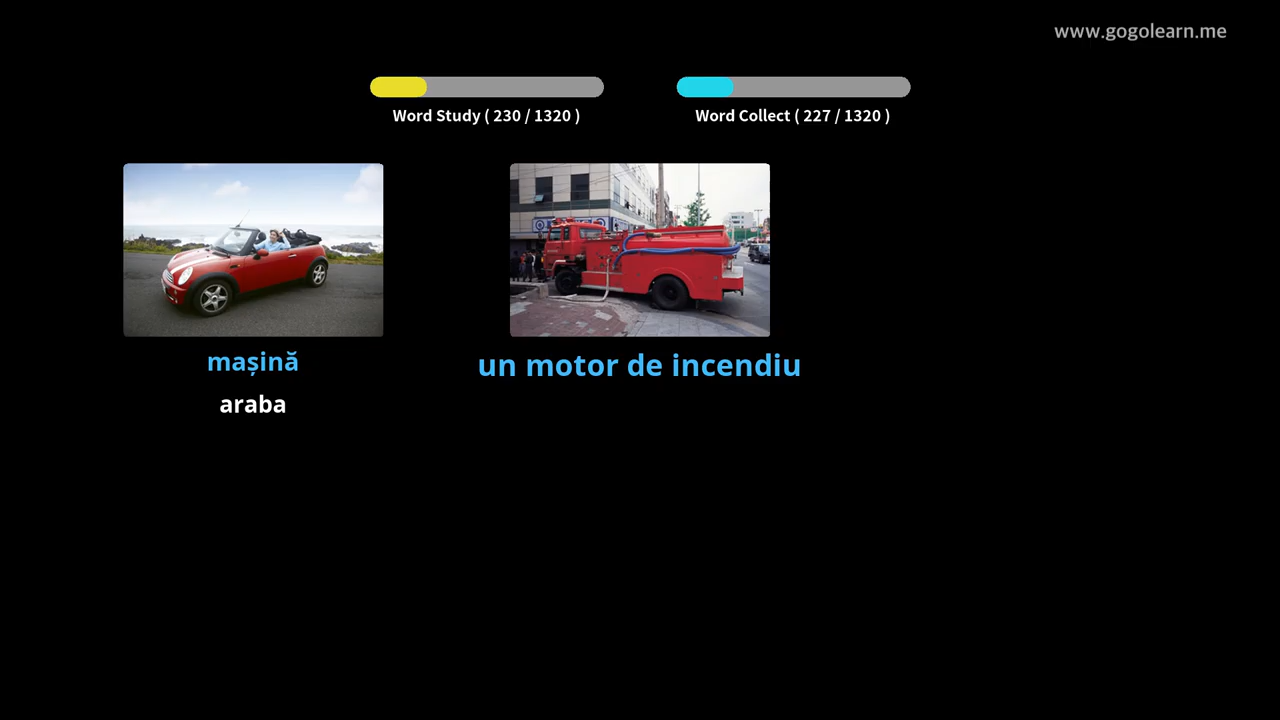 www.gogolearn.me
Word Study ( 230 / 1320 )
Word Collect ( 227 / 1320 )
mașină
un motor de incendiu
araba